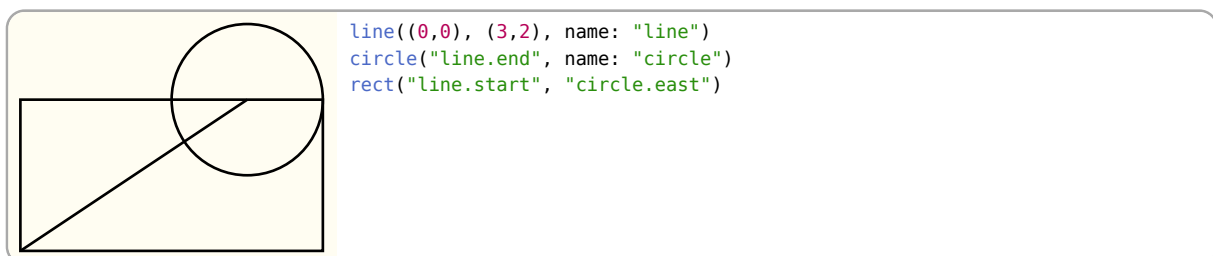 line((0,0), (3,2), name: "line")
circle("line.end", name: "circle")
rect("line.start", "circle.east")